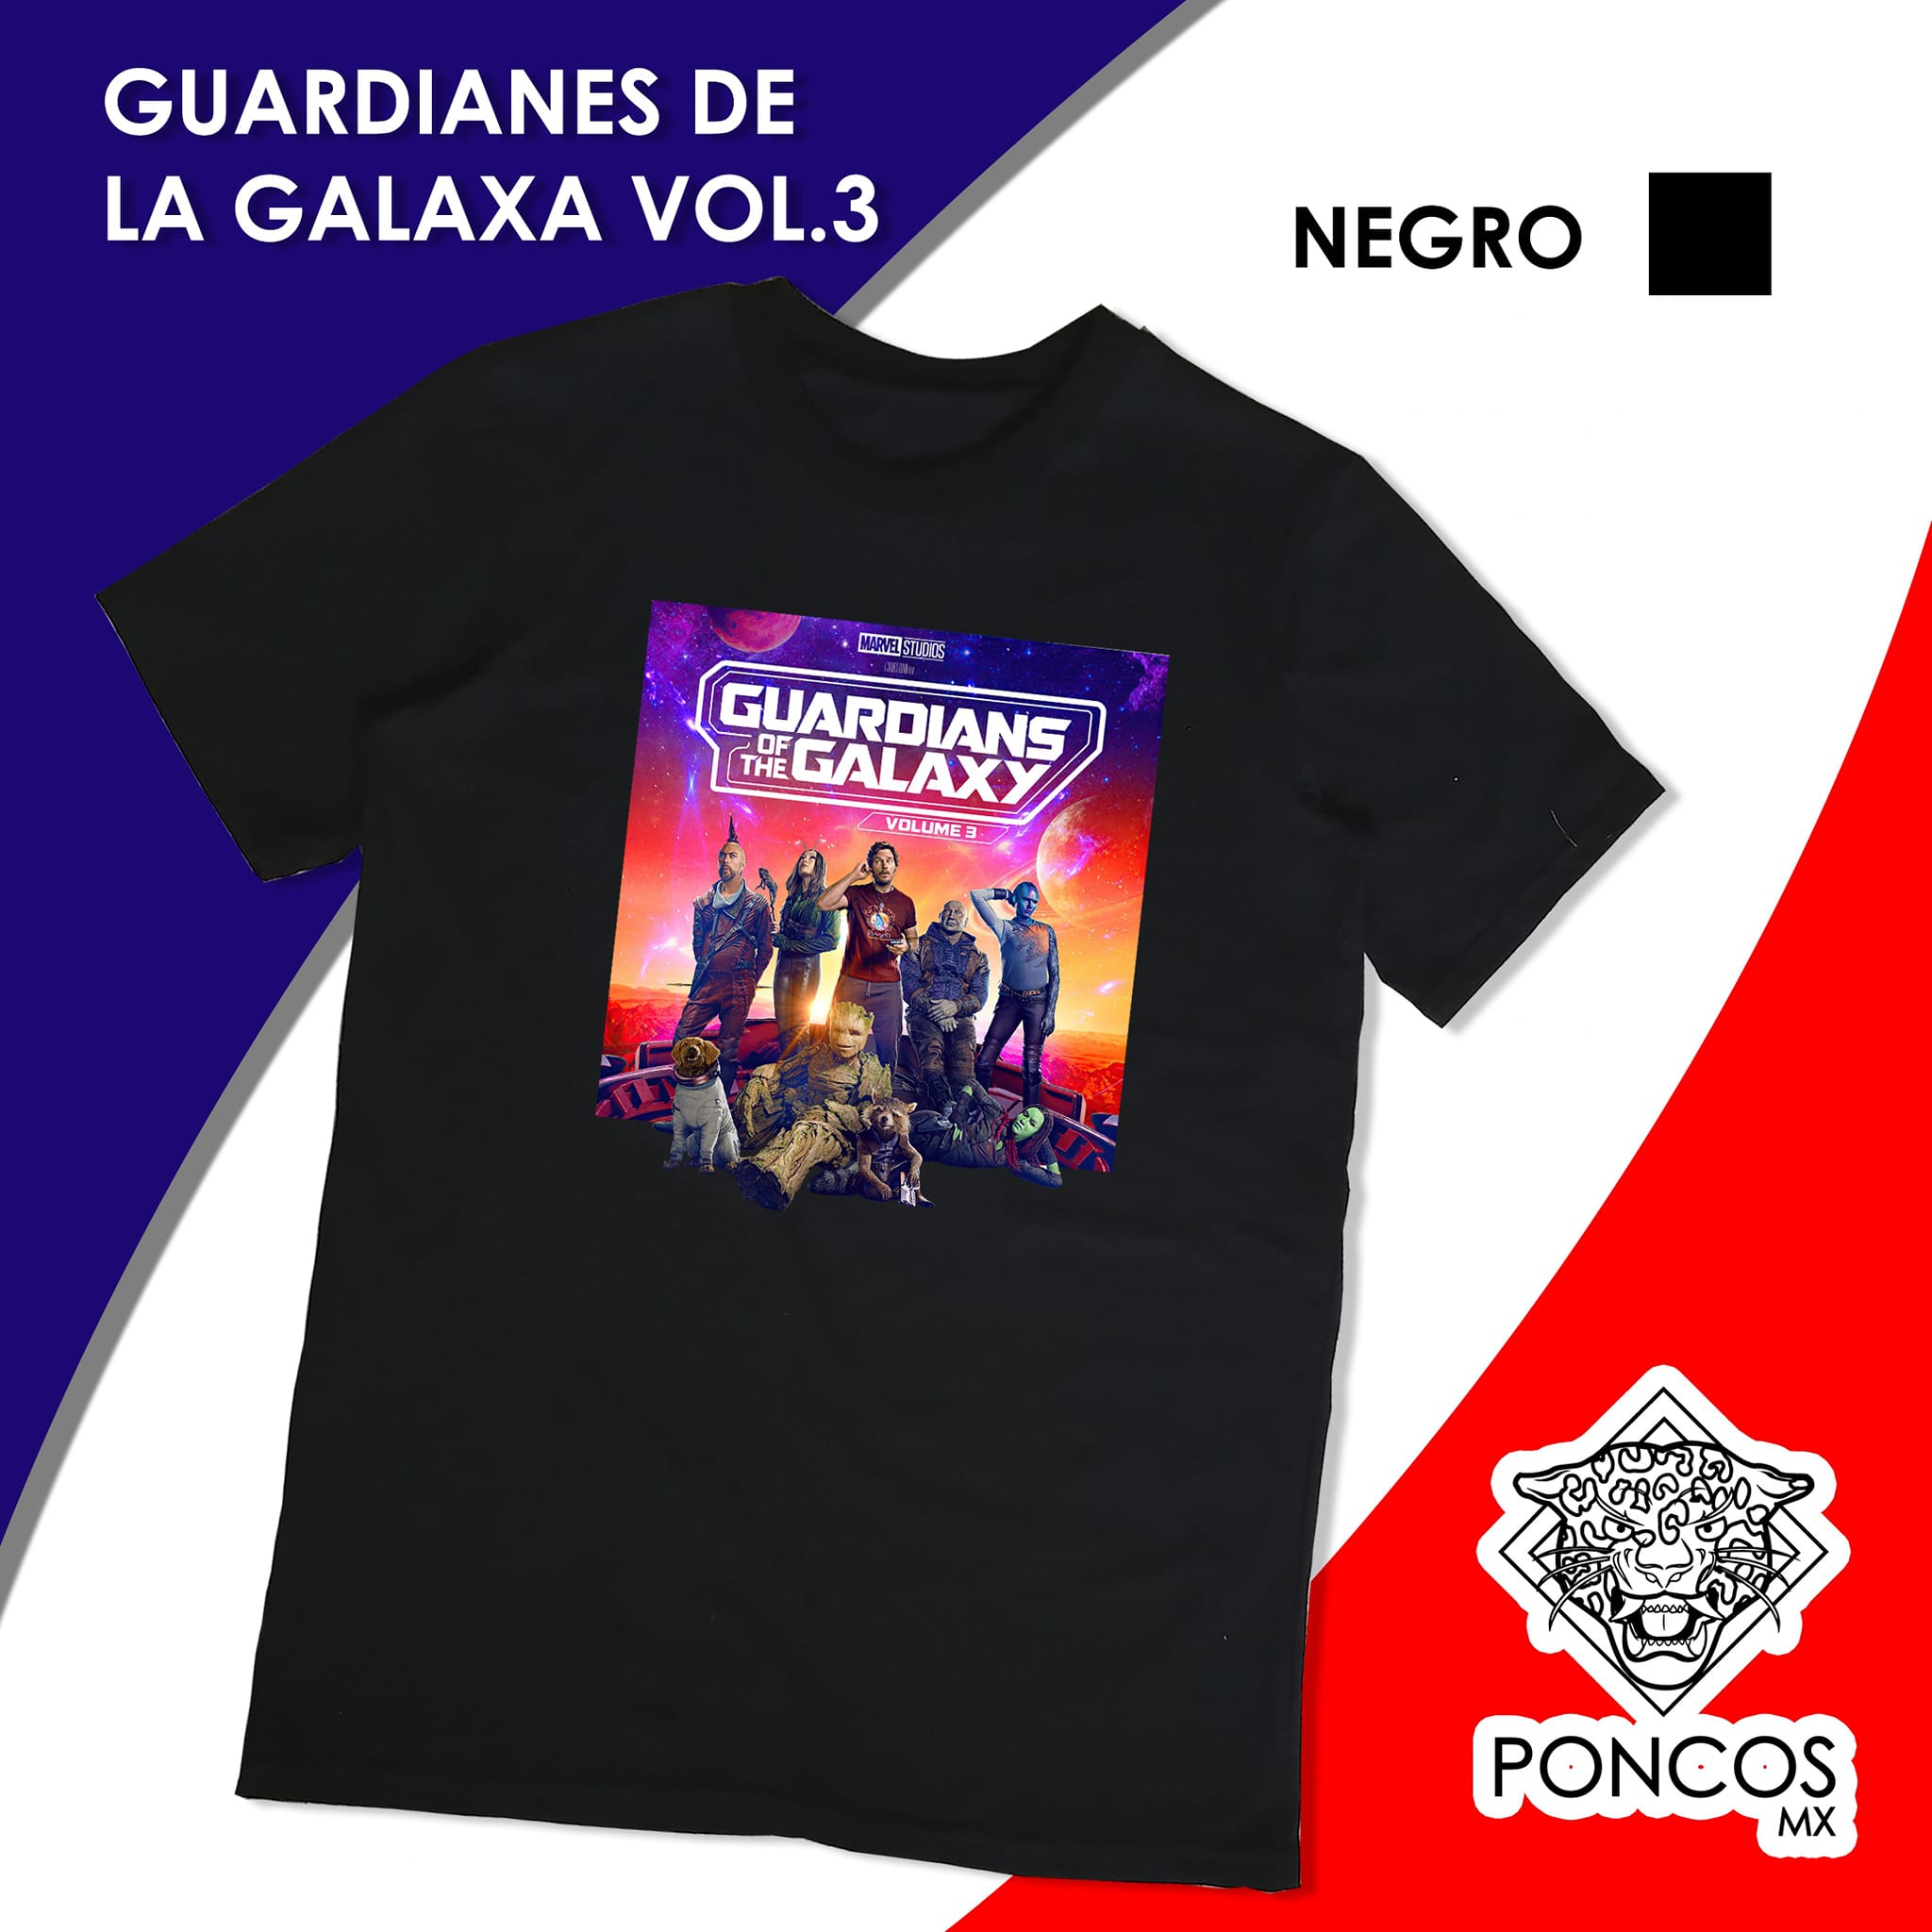 GUARDIANES DE
LA GALAXA VOL.3
NEGRO
MARVEL STUDIOS
GUARDIANS
OF
THE GALAXY
VOLUME 3
PONCOS
MX